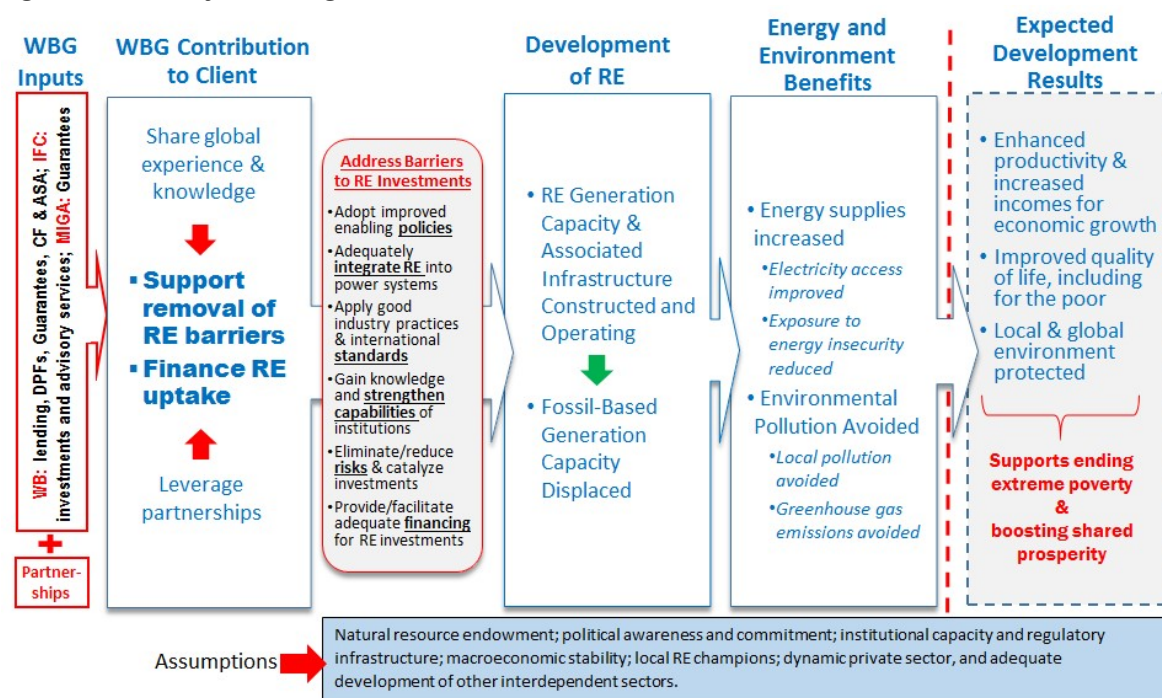 WBG
Inputs
WB: lending, DPFs, Guarantees, CF & ASA; IFC:
investments and advisory services; MIGA: Guarantees
Partner-
ships
WBG Contribution
to Client
Share global
experience &
knowledge
▪ Support
removal of
RE barriers
▪ Finance RE
uptake
Leverage
partnerships
Address Barriers
to RE Investments
•Adopt improved
enabling policies
•Adequately
integrate RE into
power systems
•Apply good
industry practices
& international
standards
•Gain knowledge
and strengthen
capabilities of
institutions
•Eliminate/reduce
risks & catalyze
investments
•Provide/facilitate
adequate financing
for RE investments
Development
of RE
• RE Generation
Capacity &
Associated
Infrastructure
Constructed and
Operating
• Fossil-Based
Generation
Capacity
Displaced
Energy and
Environment
Benefits
• Energy supplies
increased
•Electricity access
improved
•Exposure to
energy insecurity
reduced
• Environmental
Pollution Avoided
•Local pollution
avoided
•Greenhouse gas
emissions avoided
Expected
Development
Results
• Enhanced
productivity &
increased
incomes for
economic growth
• Improved quality
of life, including
for the poor
• Local & global
environment
protected
Supports ending
extreme poverty
&
boosting shared
prosperity
Assumptions
Natural resource endowment; political awareness and commitment; institutional capacity and regulatory
infrastructure; macroeconomic stability; local RE champions; dynamic private sector, and adequate
development of other interdependent sectors.